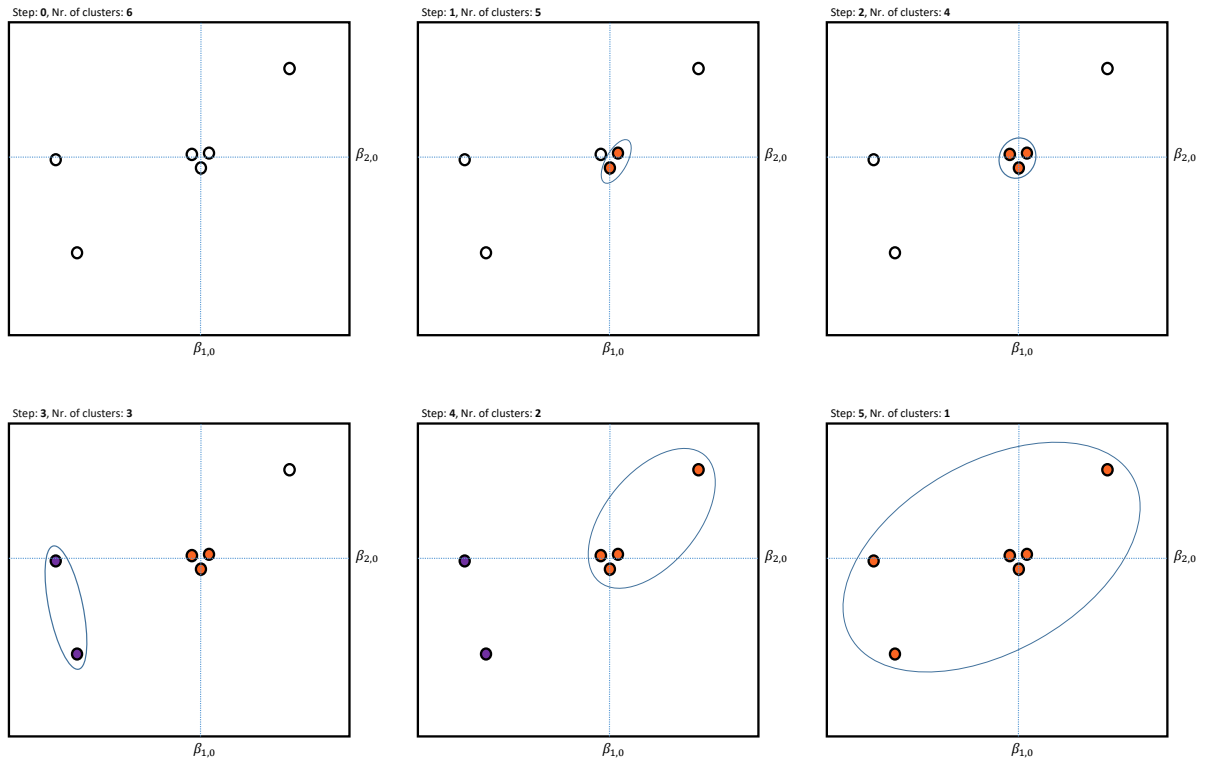 Step: 0, Nr. of clusters: 6
Step: 1, Nr. of clusters: 5
Step: 2, Nr. of clusters: 4
β2,0
β2,0
β2,0
β1,0
β1,0
β1,0
Step: 3, Nr. of clusters: 3
Step: 4, Nr. of clusters: 2
Step: 5, Nr. of clusters: 1
β2,0
β2,0
β2,0
β1,0
β1,0
β1,0